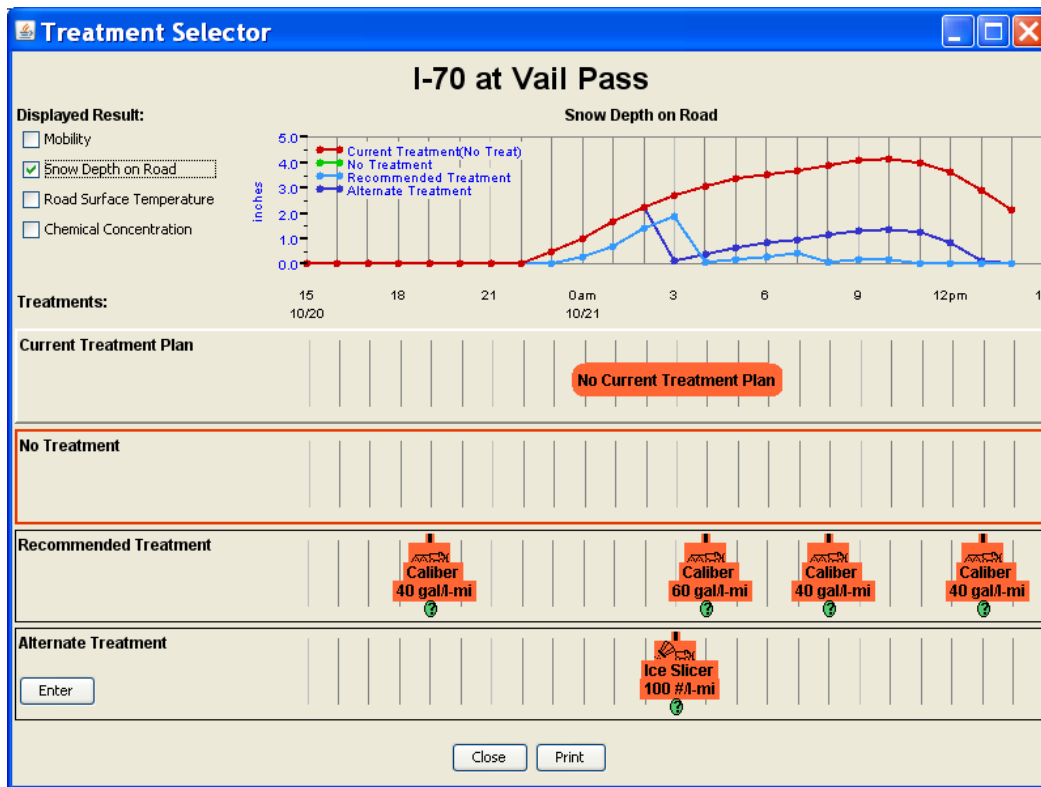 Treatment Selector
I-70 at Vail Pass
Displayed Result:
Mobility
Snow Depth on Road
Road Surface Temperature
Chemical Concentration
Snow Depth on Road
5.0
4.0
3.0
2.0
1.0
0.0
inches
Current Treatment(No Treat)
No Treatment
Recommended Treatment
Alternate Treatment
Treatments:
15 18 21 0am 3 6 9 12pm 1
10/20 10/21
Current Treatment Plan
No Current Treatment Plan
No Treatment
Recommended Treatment
Caliber
40 gal/l-mi
?
Caliber
60 gal/l-mi
?
Caliber
40 gal/l-mi
?
Caliber
40 gal/l-mi
?
Alternate Treatment
Enter
Ice Slicer
100 #/l-mi
?
Close Print